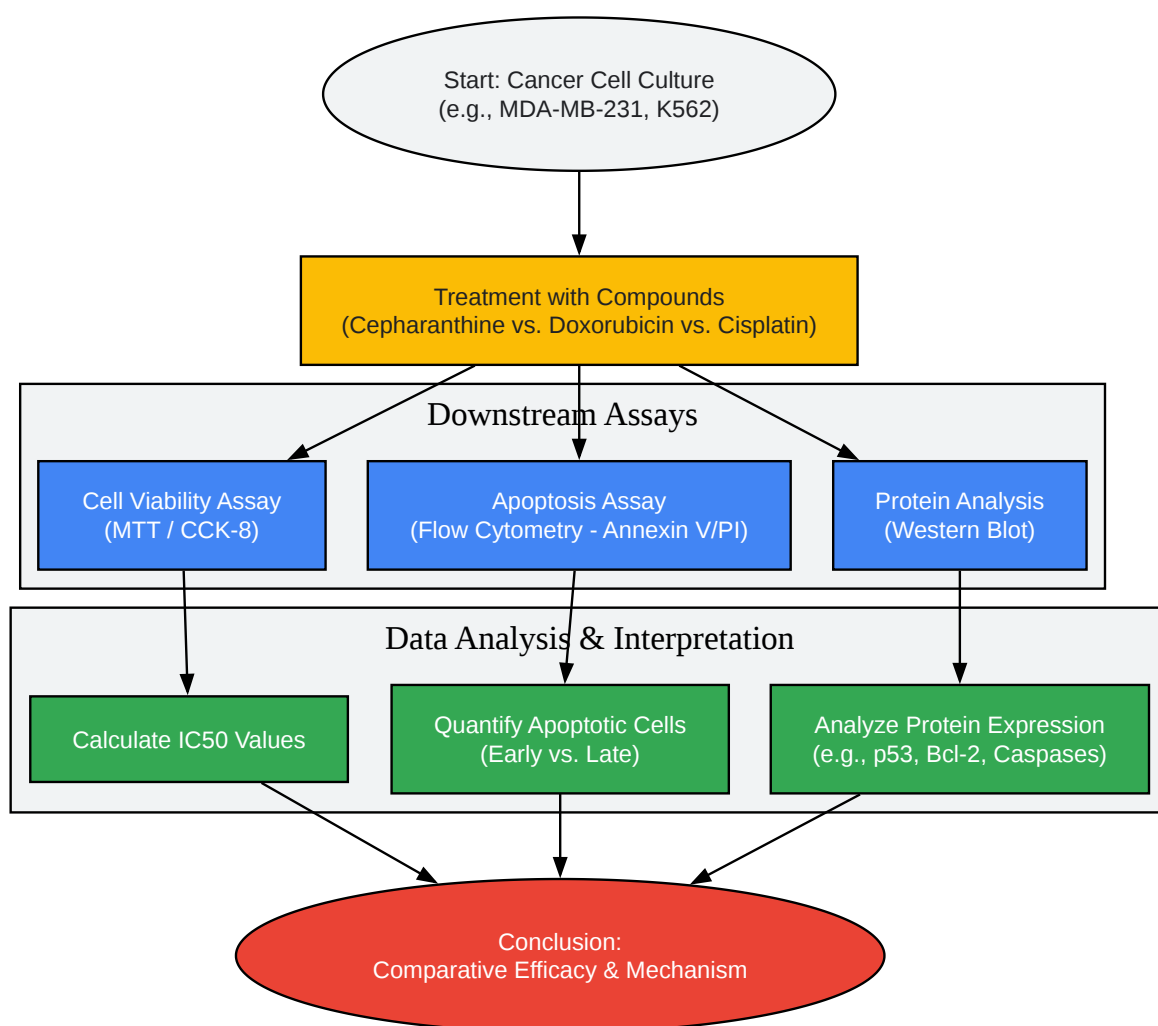 Start: Cancer Cell Culture
(e.g., MDA-MB-231, K562)
Treatment with Compounds
(Cepharanthine vs. Doxorubicin vs. Cisplatin)
Downstream Assays
Cell Viability Assay
(MTT / CCK-8)
Apoptosis Assay
(Flow Cytometry - Annexin V/PI)
Protein Analysis
(Western Blot)
Data Analysis & Interpretation
Calculate IC50 Values
Quantify Apoptotic Cells
(Early vs. Late)
Analyze Protein Expression
(e.g., p53, Bcl-2, Caspases)
Conclusion:
Comparative Efficacy & Mechanism